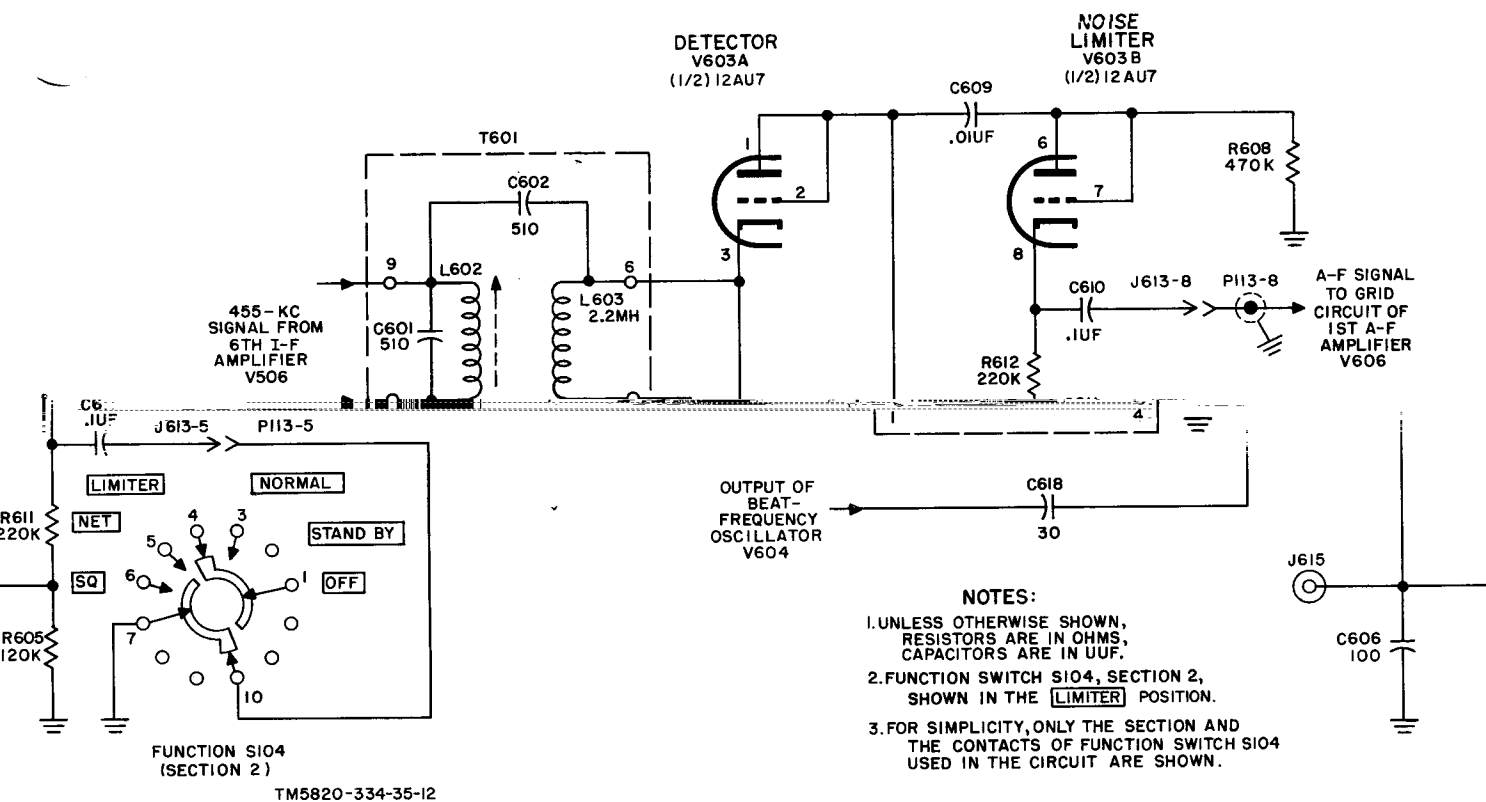 DETECTOR
V603A
(1/2) 12AU7
NOISE
LIMITER
V603B
(1/2) 12AU7
C609
.01UF
T601
C602
510
1
2
3
6
7
8
R608
470K
9
L602
6
L603
2.2MH
C601
510
455-KC
SIGNAL FROM
6TH I-F
AMPLIFIER
V506
C610
.1UF
J613-8
P113-8
A-F SIGNAL
TO GRID
CIRCUIT OF
1ST A-F
AMPLIFIER
V606
R612
220K
4
.1UF
J613-5
P113-5
LIMITER
NORMAL
NET
STAND BY
SQ
OFF
R611
220K
R605
120K
4
3
5
6
1
7
10
FUNCTION S104
(SECTION 2)
TM5820-334-35-12
OUTPUT OF
BEAT-
FREQUENCY
OSCILLATOR
V604
C618
30
J615
C606
100
NOTES:
1. UNLESS OTHERWISE SHOWN,
RESISTORS ARE IN OHMS,
CAPACITORS ARE IN UUF.
2. FUNCTION SWITCH S104, SECTION 2,
SHOWN IN THE LIMITER POSITION.
3. FOR SIMPLICITY, ONLY THE SECTION AND
THE CONTACTS OF FUNCTION SWITCH S104
USED IN THE CIRCUIT ARE SHOWN.